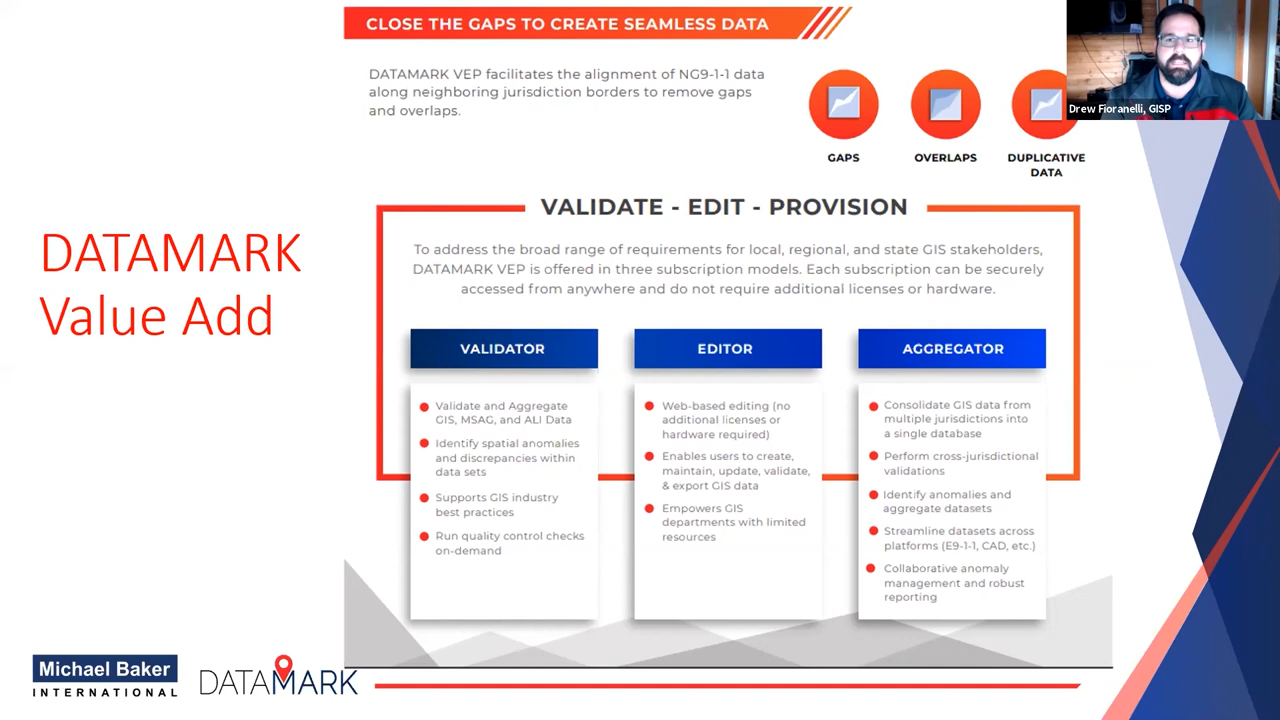 CLOSE THE GAPS TO CREATE SEAMLESS DATA
DATAMARK VEP facilitates the alignment of NG9-1-1 data
along neighboring jurisdiction borders to remove gaps
and overlaps.
GAPS
OVERLAPS
DUPLICATIVE
DATA
Drew Fioranelli, GISP
DATAMARK
Value Add
VALIDATE - EDIT - PROVISION
To address the broad range of requirements for local, regional, and state GIS stakeholders,
DATAMARK VEP is offered in three subscription models. Each subscription can be securely
accessed from anywhere and do not require additional licenses or hardware.
VALIDATOR
Validate and Aggregate
GIS, MSAG, and ALI Data
Identify spatial anomalies
and discrepancies within
data sets
Supports GIS industry
best practices
Run quality control checks
on-demand
EDITOR
Web-based editing (no
additional licenses or
hardware required)
Enables users to create,
maintain, update, validate,
& export GIS data
Empowers GIS
departments with limited
resources
AGGREGATOR
Consolidate GIS data from
multiple jurisdictions into
a single database
Perform cross-jurisdictional
validations
Identify anomalies and
aggregate datasets
Streamline datasets across
platforms (E9-1-1, CAD, etc.)
Collaborative anomaly
management and robust
reporting
Michael Baker
INTERNATIONAL
DATAMARK